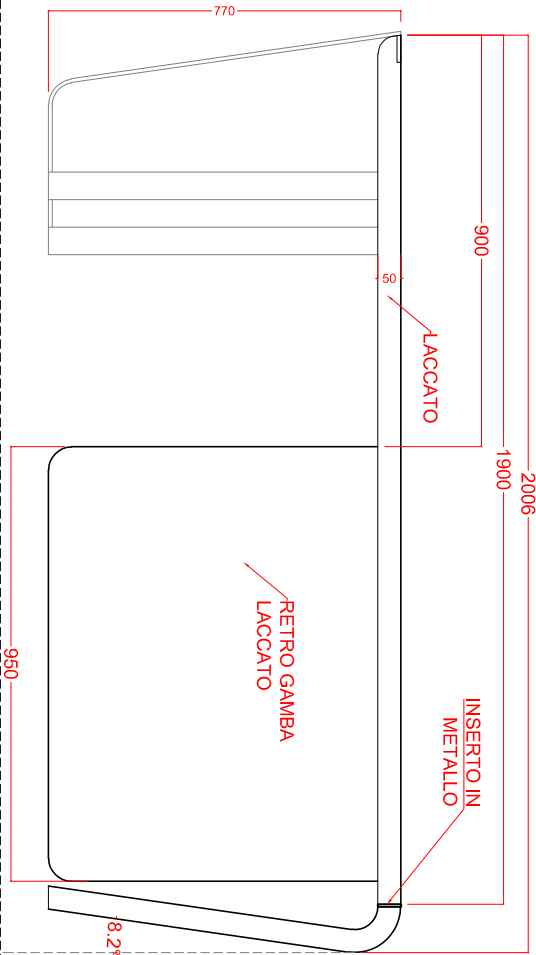 770
2006
1900
900
50
LACCATO
INSERTO IN
METALLO
RETRO GAMBA
LACCATO
950
8.2°